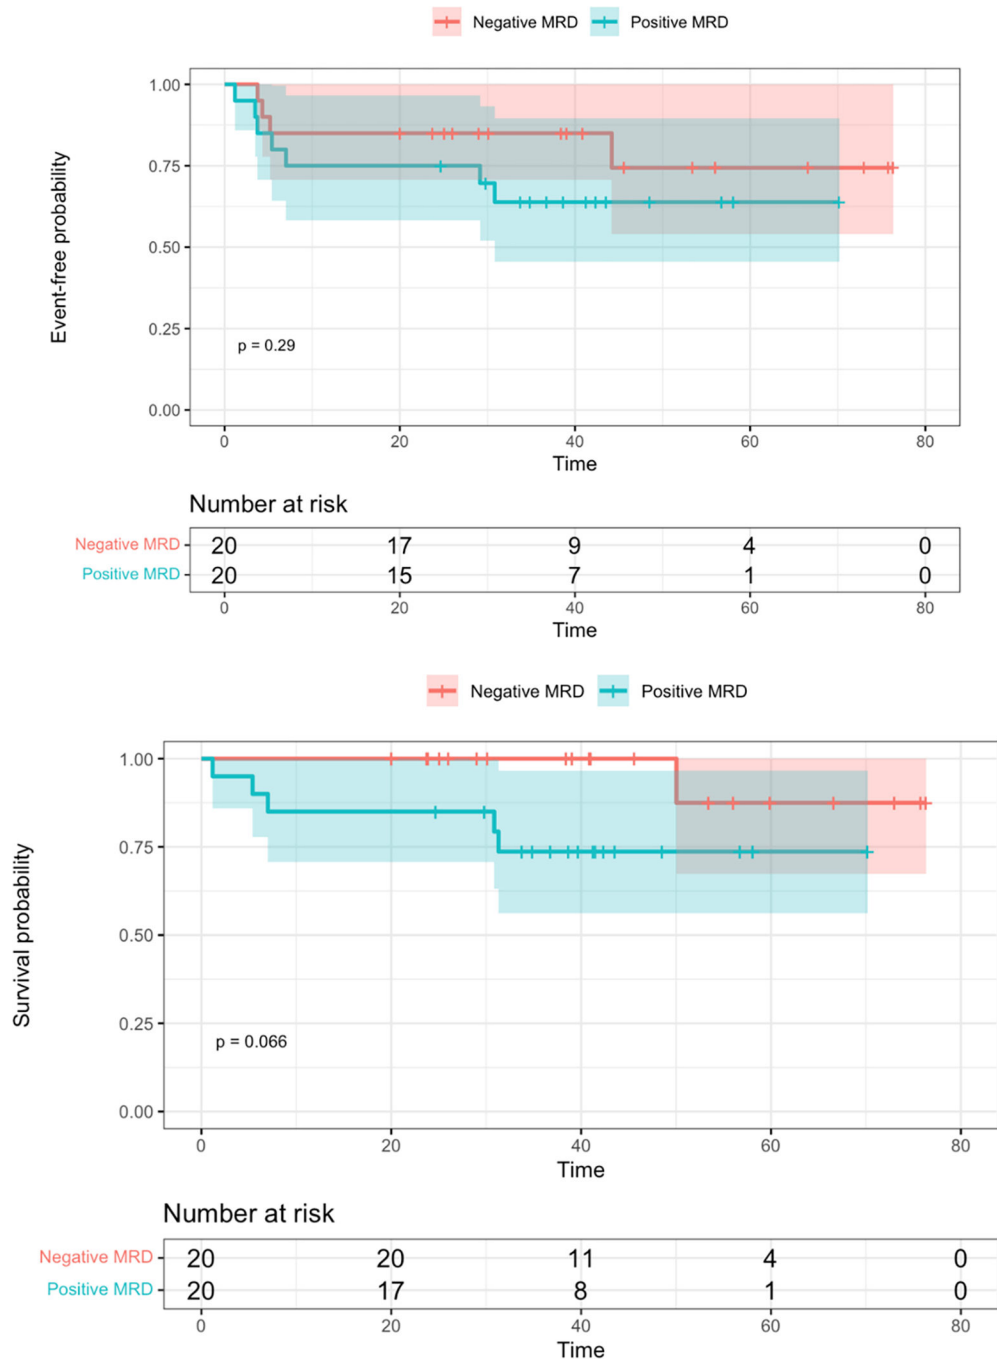 Negative MRD Positive MRD
Event-free probability
1.00
0.75
0.50
0.25
0.00
p = 0.29
0 20 40 60 80
Time
Number at risk
Negative MRD 20 17 9 4 0
Positive MRD 20 15 7 1 0
0 20 40 60 80
Time
Negative MRD Positive MRD
Survival probability
1.00
0.75
0.50
0.25
0.00
p = 0.066
0 20 40 60 80
Time
Number at risk
Negative MRD 20 20 11 4 0
Positive MRD 20 17 8 1 0
0 20 40 60 80
Time